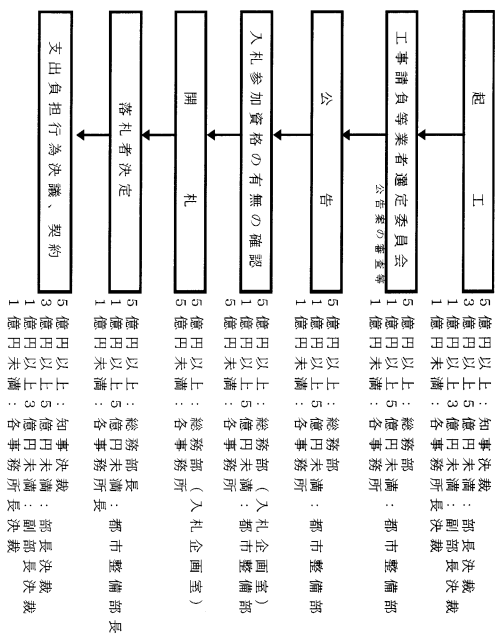 起工
5億円以上：知事決裁
3億円以上5億円未満：部長決裁
1億円以上3億円未満：副部長決裁
1億円未満：各事務所長決裁
工事請負等業者選定委員会
公告案の審査等
5億円以上：総務部
1億円以上5億円未満：都市整備部
1億円未満：各事務所
公告
5億円以上：総務部
1億円以上5億円未満：都市整備部
1億円未満：各事務所
入札参加資格の有無の確認
5億円以上：総務部（入札企画室）
1億円以上5億円未満：都市整備部
5億円未満：各事務所
開札
5億円以上：総務部（入札企画室）
5億円未満：各事務所
落札者決定
5億円以上：総務部長
1億円以上5億円未満：都市整備部長
1億円未満：各事務所長
支出負担行為決議、契約
5億円以上：知事決裁
3億円以上5億円未満：部長決裁
1億円以上3億円未満：副部長決裁
1億円未満：各事務所長決裁